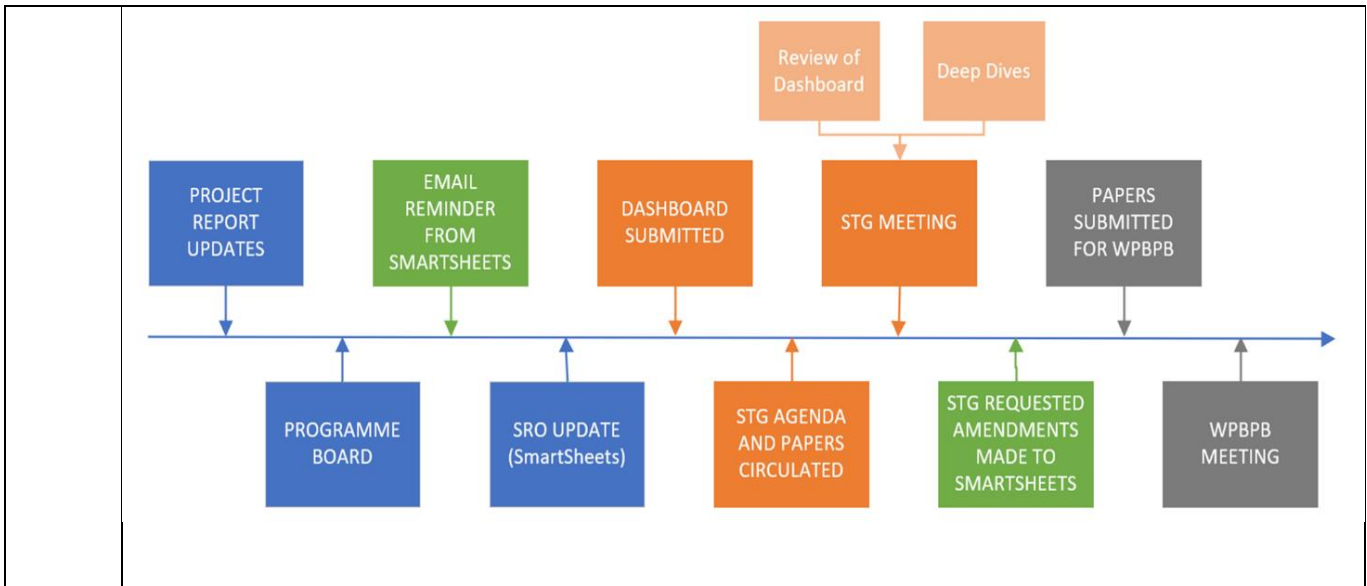 Review of
Dashboard
Deep Dives
PROJECT
REPORT
UPDATES
EMAIL
REMINDER
FROM
SMARTSHEETS
DASHBOARD
SUBMITTED
STG MEETING
PAPERS
SUBMITTED
FOR WPBPB
PROGRAMME
BOARD
SRO UPDATE
(SmartSheets)
STG AGENDA
AND PAPERS
CIRCULATED
STG REQUESTED
AMENDMENTS
MADE TO
SMARTSHEETS
WPBPB
MEETING